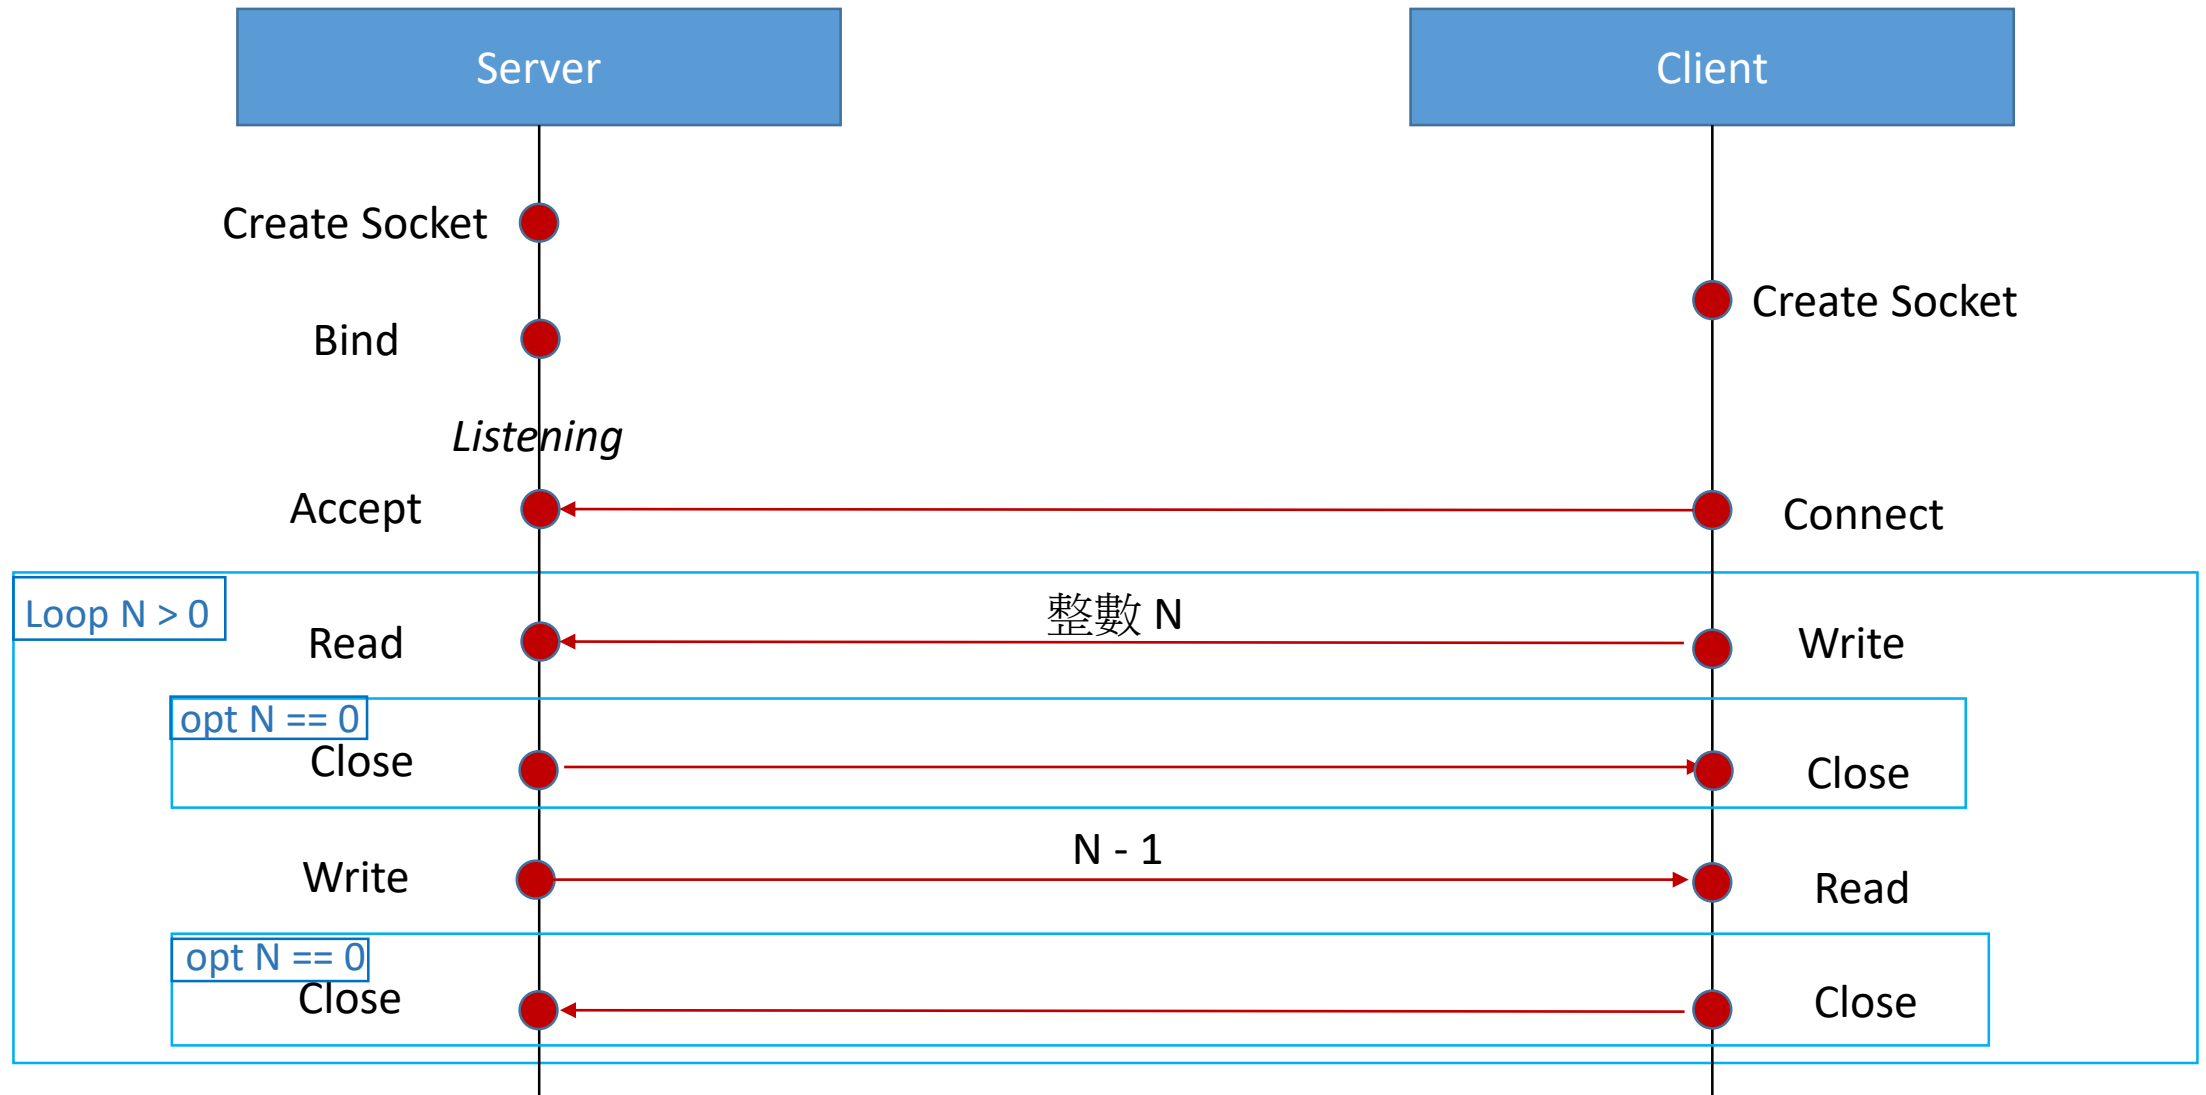 Server
Client
Create Socket
Create Socket
Bind
Listening
Accept
Connect
Loop N > 0
整數 N
Read
Write
opt N == 0
Close
Close
N - 1
Write
Read
opt N == 0
Close
Close